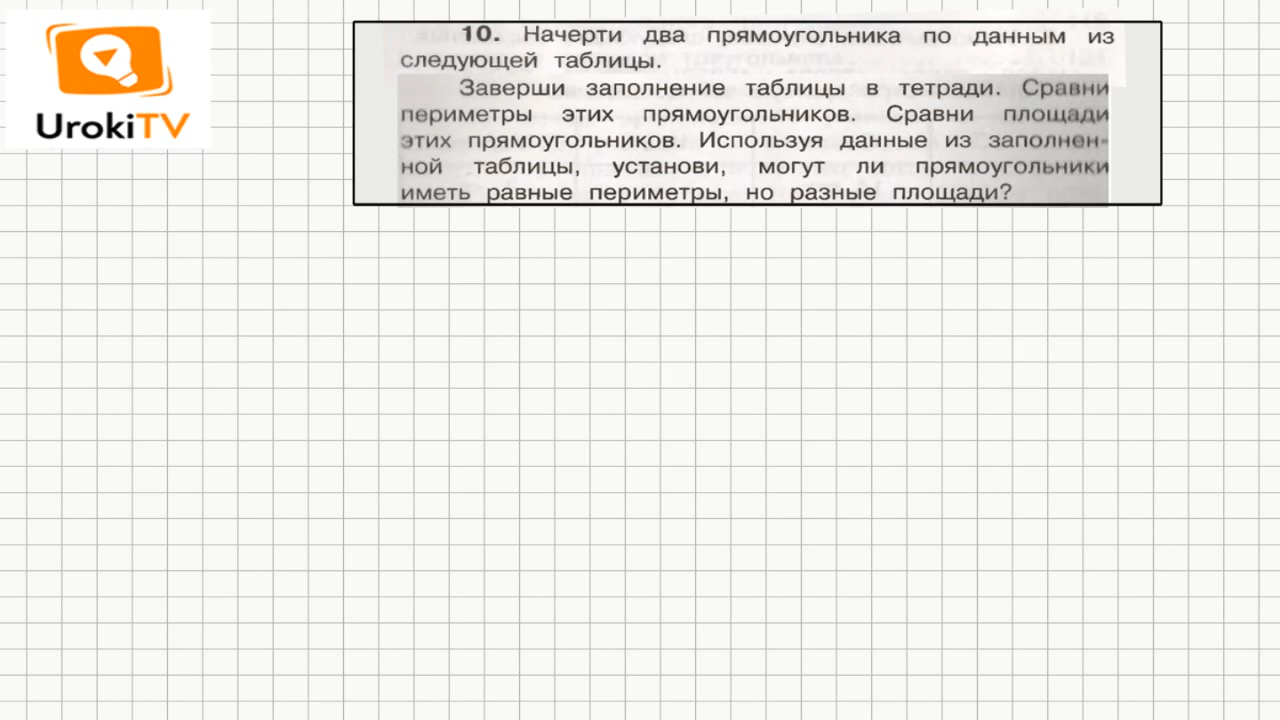 UrokiTV
10. Начерти два прямоугольника по данным из
следующей таблицы.
Заверши заполнение таблицы в тетради. Сравни
периметры этих прямоугольников. Сравни площади
этих прямоугольников. Используя данные из заполнен-
ной таблицы, установи, могут ли прямоугольники
иметь равные периметры, но разные площади?